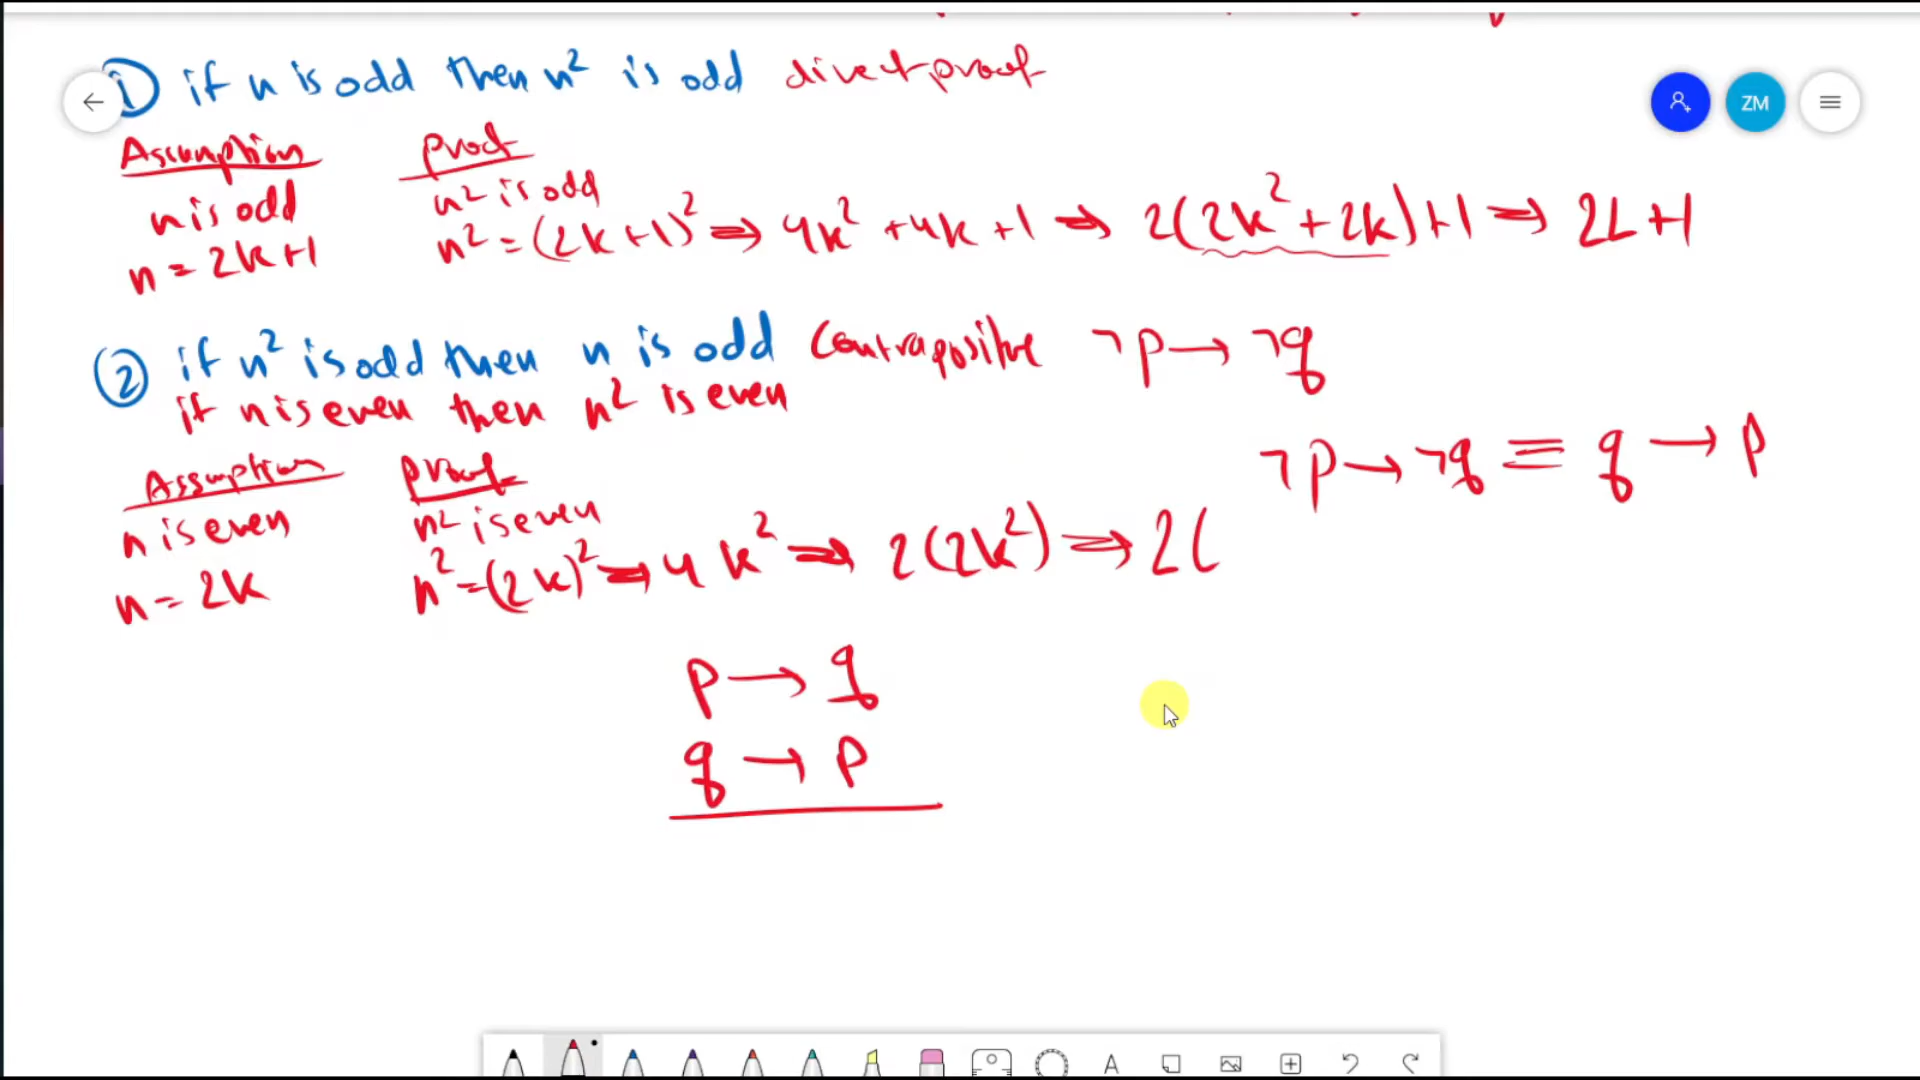 ① if n is odd then n² is odd direct proof
Assumption
n is odd
n = 2k+1
proof
n² is odd
n² = (2k+1)² ⇒ 4k² + 4k + 1 ⇒ 2(2k² + 2k)+1 ⇒ 2L+1
② if n² is odd then n is odd Contrapositive ¬p → ¬q
if n is even then n² is even
¬p → ¬q ≡ q → p
Assumption
n is even
n = 2k
proof
n² is even
n² = (2k)² ⇒ 4k² ⇒ 2(2k²) ⇒ 2l
p → q
q → p
ZM
A